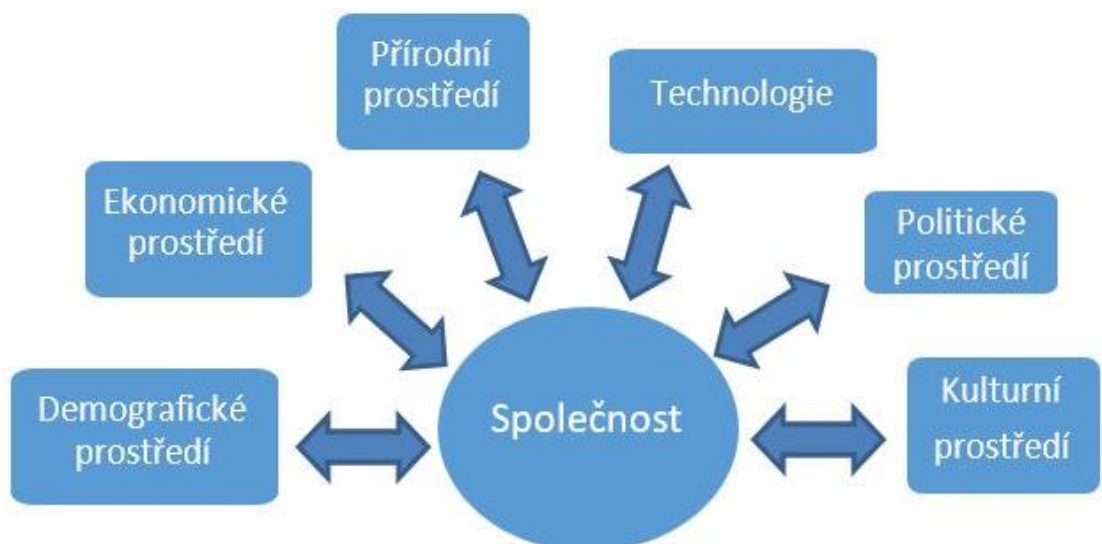 Přírodní
prostředí
Technologie
Ekonomické
prostředí
Politické
prostředí
Demografické
prostředí
Společnost
Kulturní
prostředí